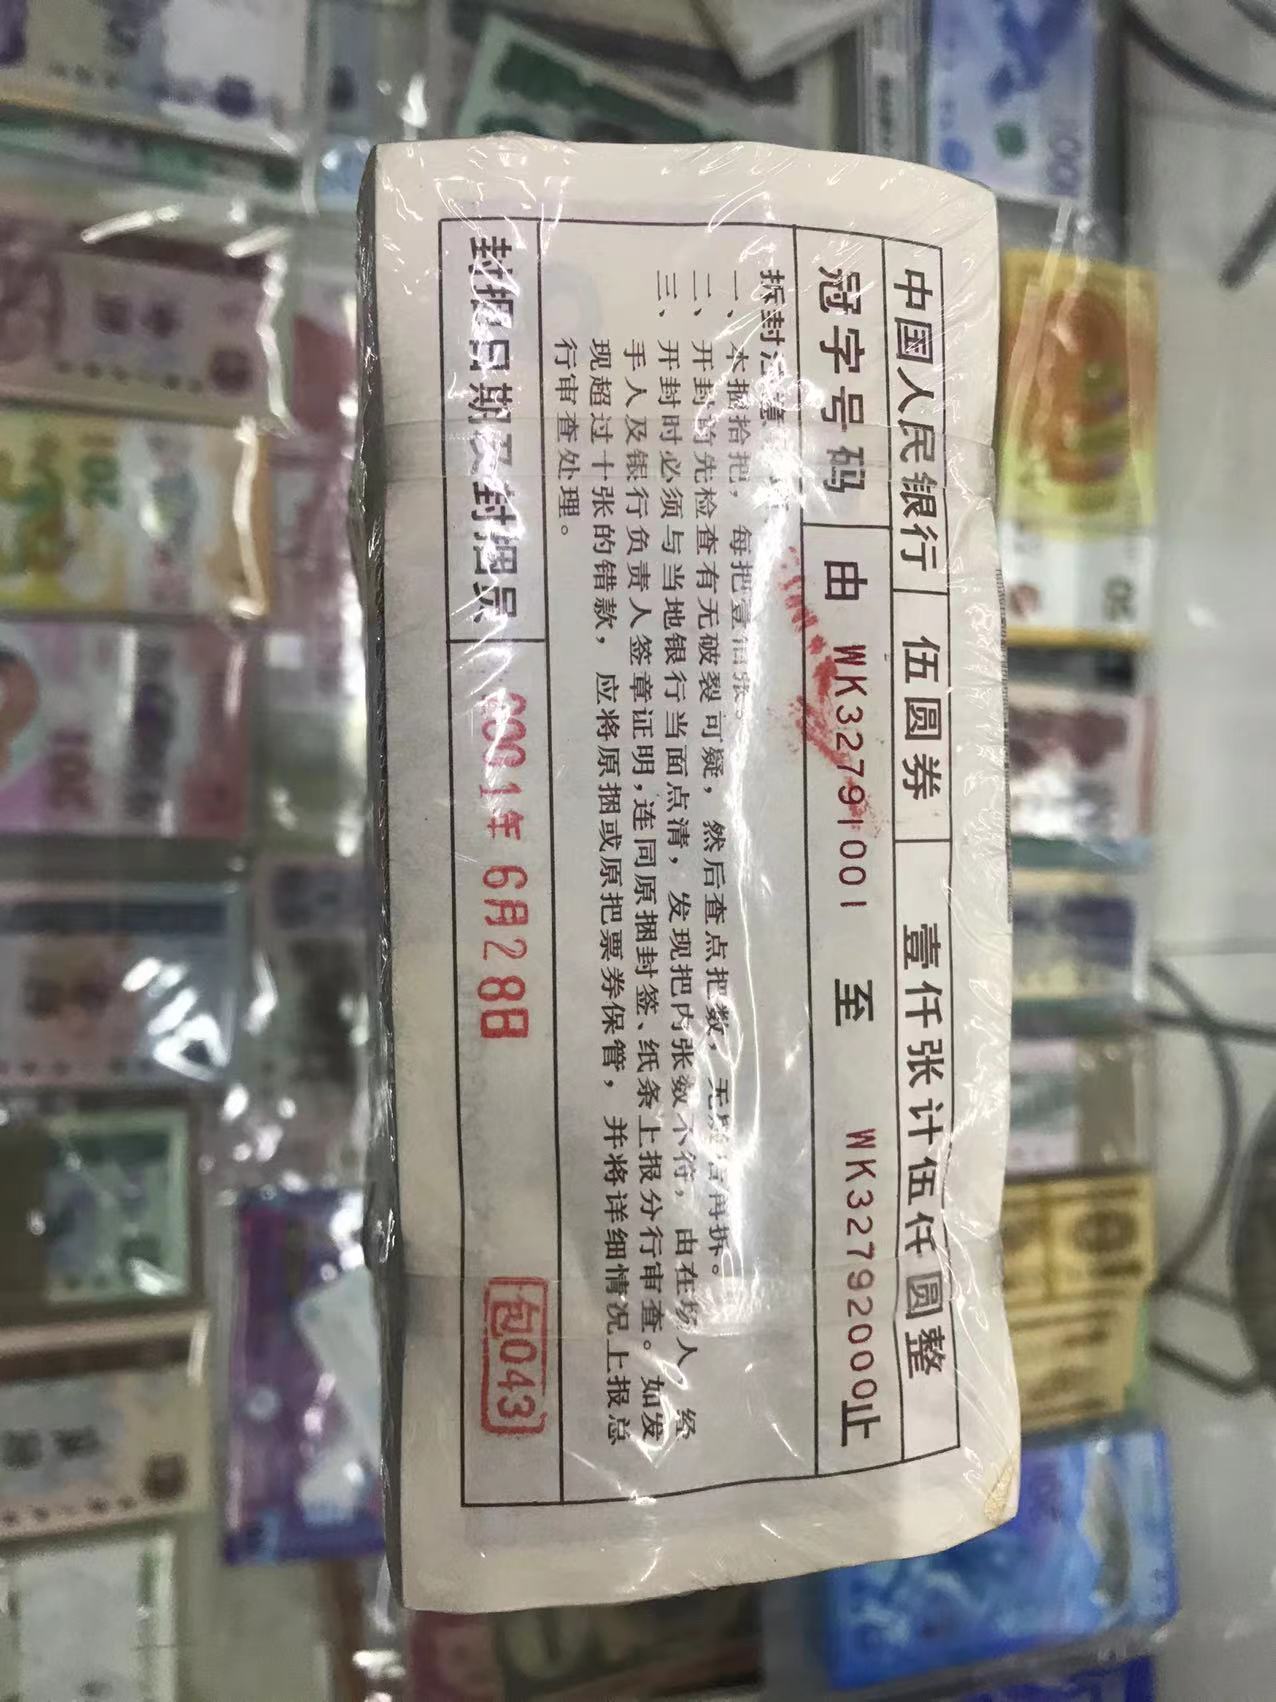 中国人民银行 伍圆券 壹仟张计伍仟圆整
冠字号码 由 WK32791001 至 WK32792000止
拆封注意
一、本捆拾把，每把壹佰张。
二、开封前先检查有无破裂可疑，然后查点把数，无 再拆。
三、开封时必须与当地银行当面点清，发现把内张数不符，由在场人、经
手人及银行负责人签章证明，连同原捆封签、纸条上报分行审查。如发
现超过十张的错款，应将原捆或原把票券保管，并将详细情况上报总
行审查处理。
封捆日期及封捆员 2001年6月28日 包043